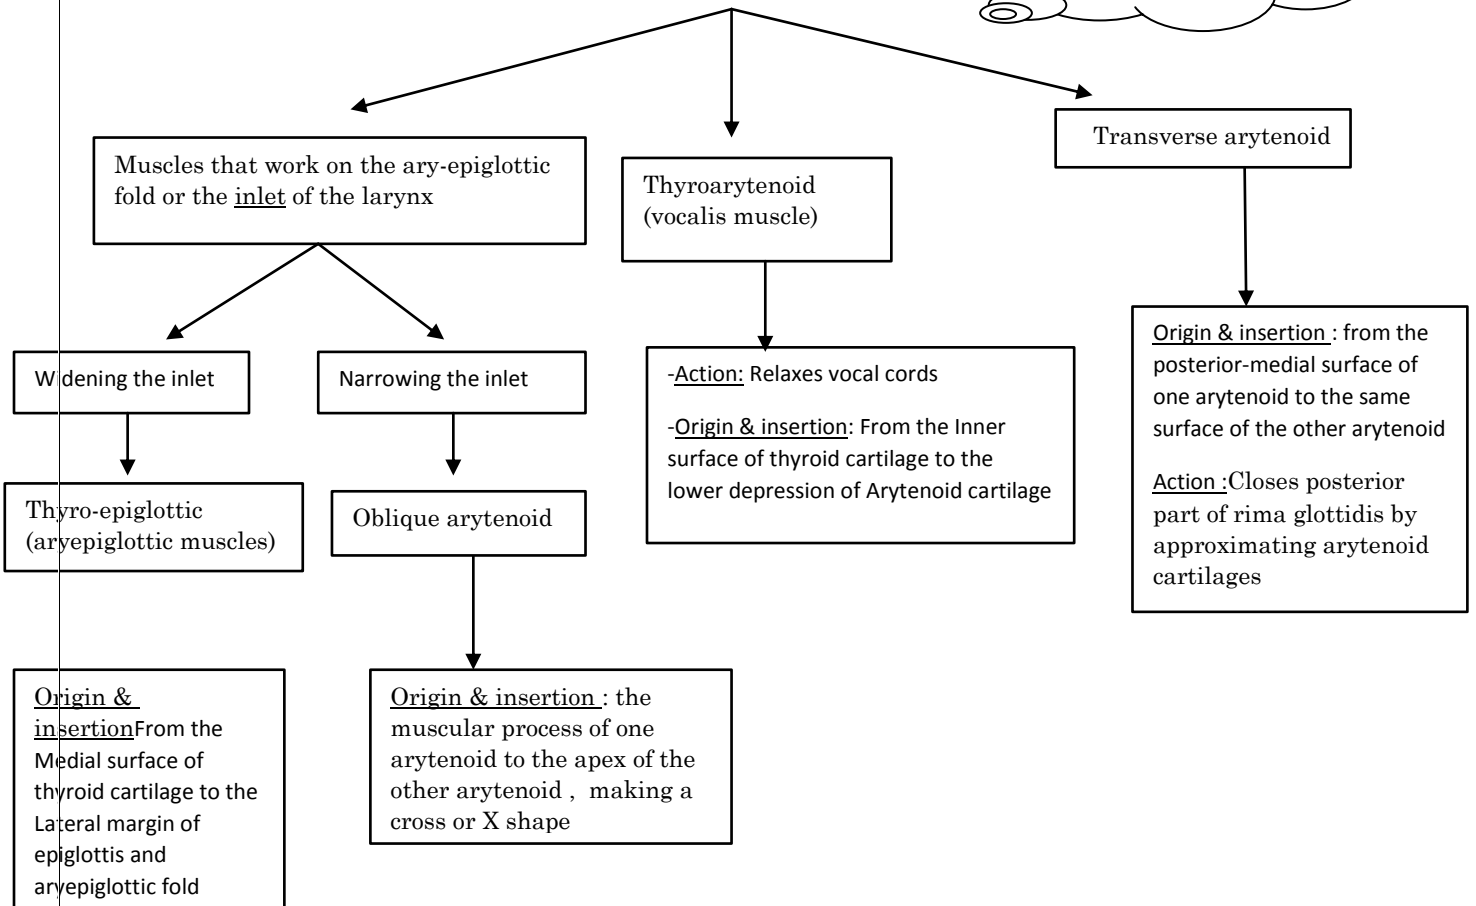 Muscles that work on the ary-epiglottic
fold or the inlet of the larynx
Thyroarytenoid
(vocalis muscle)
Transverse arytenoid
Widening the inlet
Narrowing the inlet
-Action: Relaxes vocal cords
-Origin & insertion: From the Inner
surface of thyroid cartilage to the
lower depression of Arytenoid cartilage
Origin & insertion : from the
posterior-medial surface of
one arytenoid to the same
surface of the other arytenoid
Action :Closes posterior
part of rima glottidis by
approximating arytenoid
cartilages
Thyro-epiglottic
(aryepiglottic muscles)
Oblique arytenoid
Origin &
insertionFrom the
Medial surface of
thyroid cartilage to the
Lateral margin of
epiglottis and
aryepiglottic fold
Origin & insertion : the
muscular process of one
arytenoid to the apex of the
other arytenoid , making a
cross or X shape